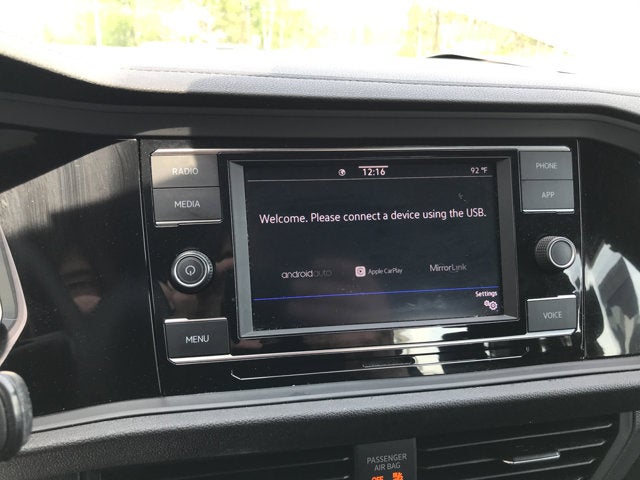 RADIO
MEDIA
MENU
12:16
92 °F
Welcome. Please connect a device using the USB.
androidauto
Apple CarPlay
MirrorLink
Settings
PHONE
APP
VOICE
PASSENGER
AIR BAG
OFF